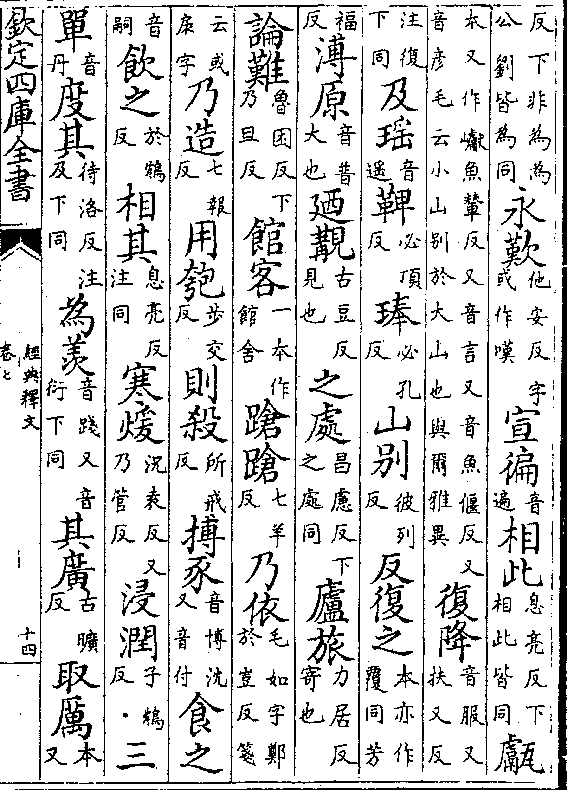 反下非為為公劉皆為同永歎他安反字或作嘆宣徧音遍相此息亮反下相此皆同甗
本又作巘魚輦反又音言又音魚偃反又音彦毛云小山别於大山也與爾雅異復降音服又扶又反
注復下同及瑶音遥鞞必頂反琫必孔反山别彼列反反復之本亦作覆同芳
福反溥原音普大也廼覯古豆反見也之處昌慮反下之處同廬旅力居反寄也
論難魯困反下乃旦反館客一本作館舍蹌蹌七羊反乃依毛如字鄭於豈反箋
云或扆字乃造七報反用匏步交反則殺所戒反搏豕音博沈又音付食之
音嗣飲之於鴆反相其息亮反注同寒煖况袁反又乃管反浸潤子鴆反三
單音丹度其待洛反注及下同為羨音踐又音衍下同其廣古曠反取厲本又
欽定四庫全書
經典釋文
卷七
十四